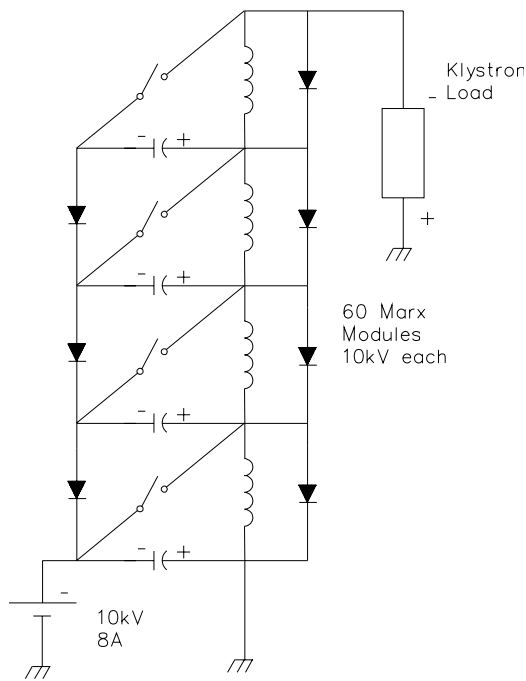 Klystron
Load
-
+
- +
- +
60 Marx
Modules
10kV each
- +
- +
-
10kV
8A